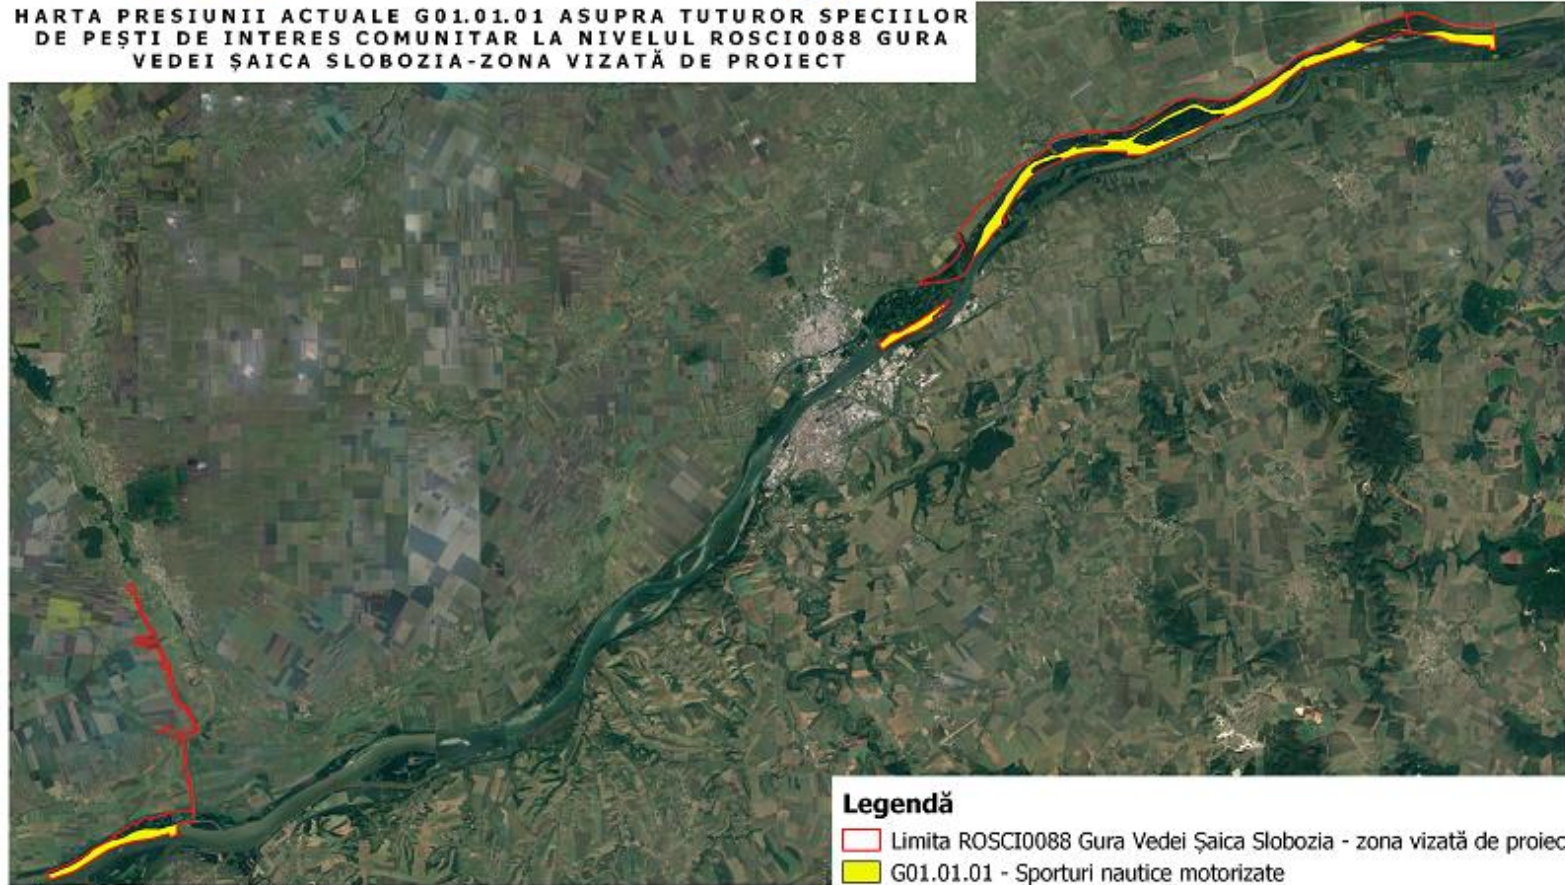 HARTA PRESIUNII ACTUALE G01.01.01 ASUPRA TUTUROR SPECIILOR
DE PEȘTI DE INTERES COMUNITAR LA NIVELUL ROSCI0088 GURA
VEDEI ȘAICA SLOBOZIA-ZONA VIZATĂ DE PROIECT
Legendă
Limita ROSCI0088 Gura Vedei Șaica Slobozia - zona vizată de proiec
G01.01.01 - Sporturi nautice motorizate